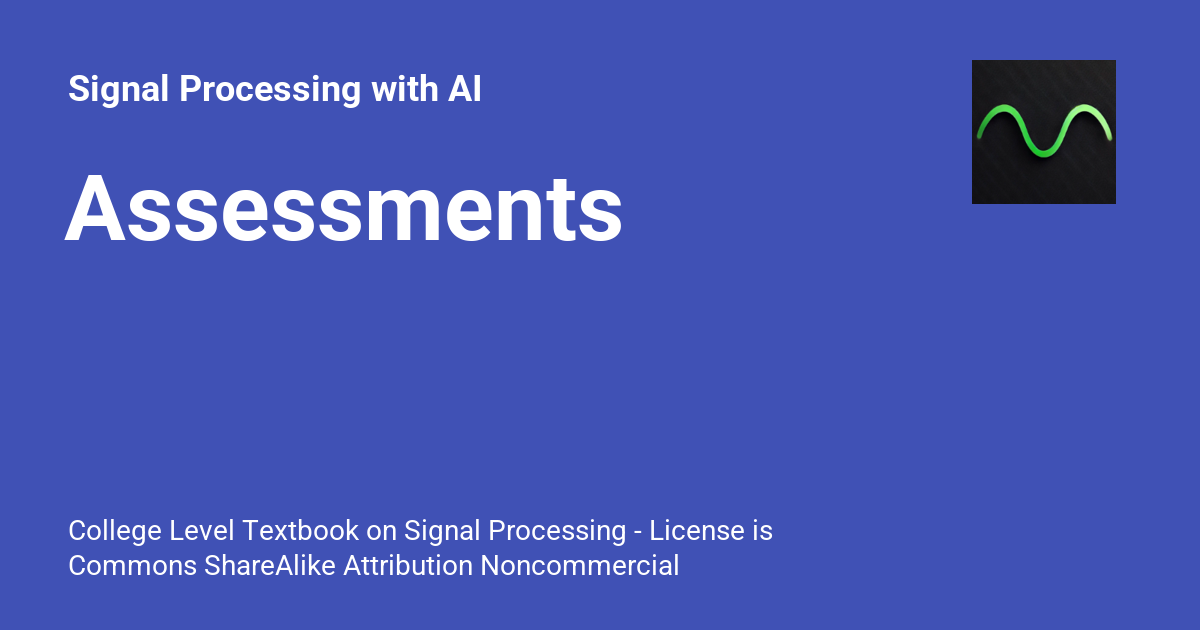 Signal Processing with AI
Assessments
College Level Textbook on Signal Processing - License is
Commons ShareAlike Attribution Noncommercial